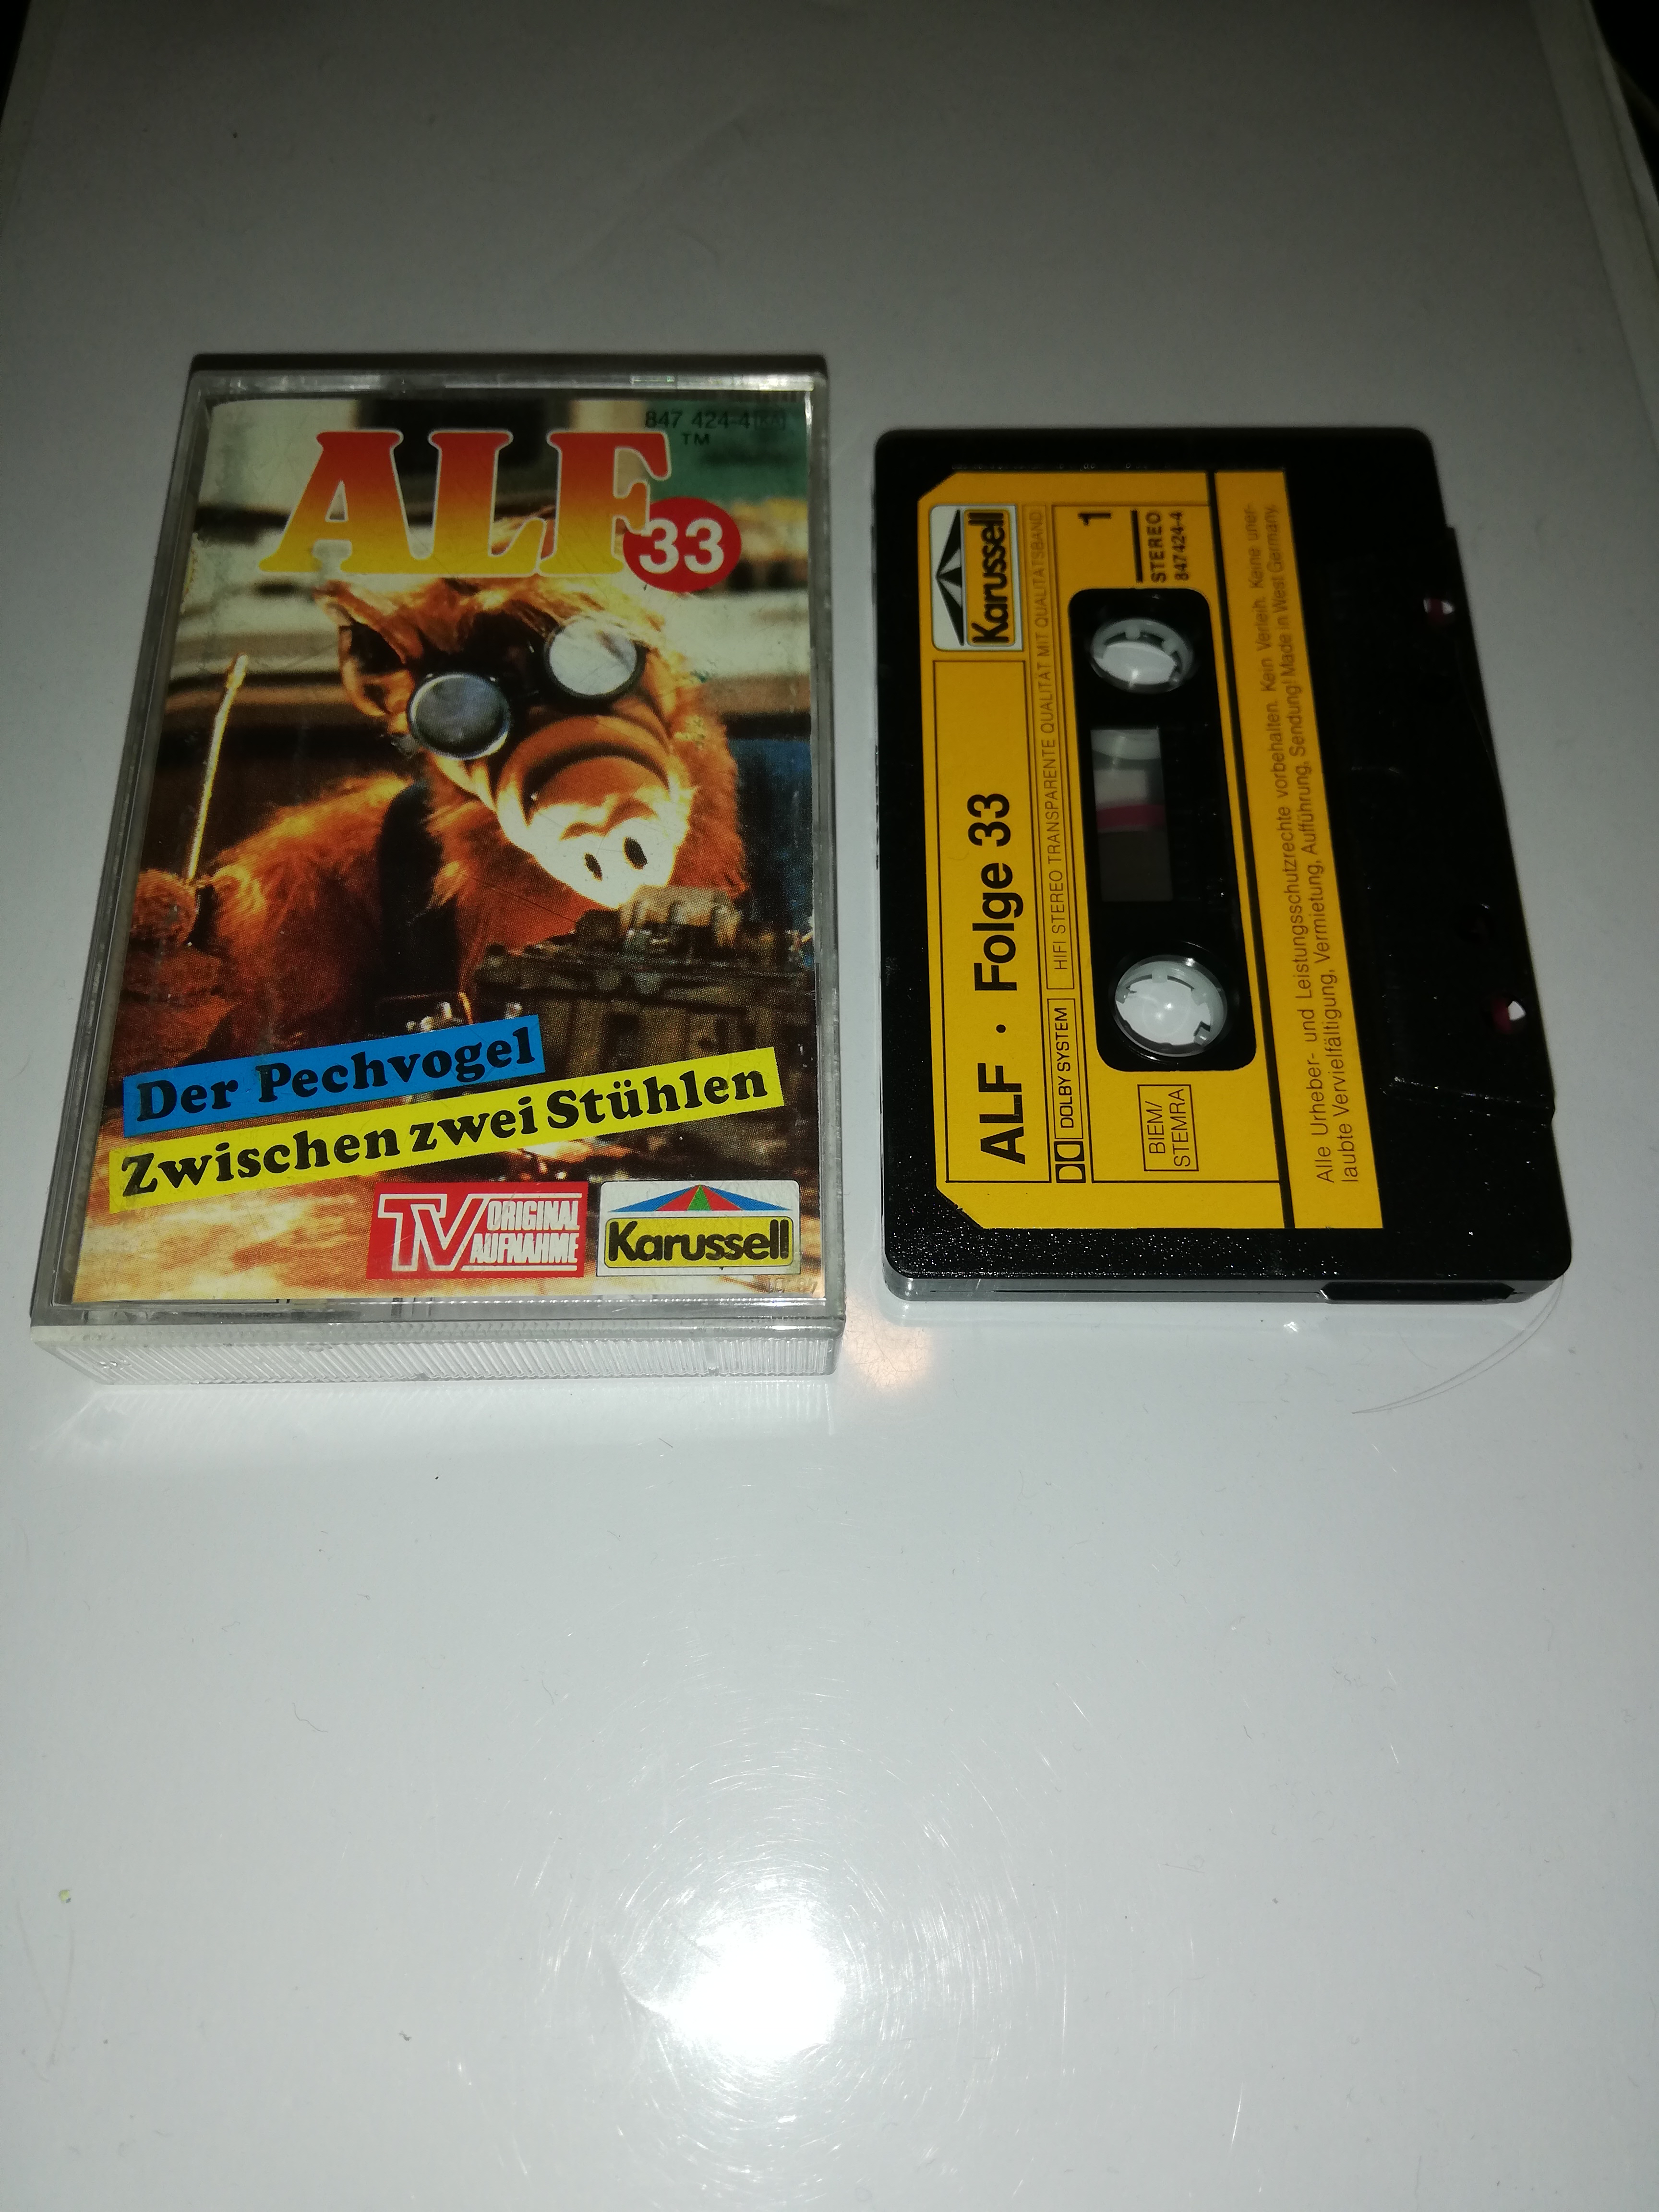 847 424-4
TM
ALF
33
Der Pechvogel
Zwischen zwei Stühlen
TV ORIGINAL
AUFNAHME
Karussell
Karussell
ALF · Folge 33
DOLBY SYSTEM
HIFI STEREO TRANSPARENTE QUALITÄT MIT QUALITÄTSBAND
1
STEREO
847 424-4
BIEM/
STEMRA
Alle Urheber- und Leistungsschutzrechte vorbehalten. Kein Verleih. Keine uner-
laubte Vervielfältigung, Vermietung, Aufführung, Sendung! Made in West Germany.